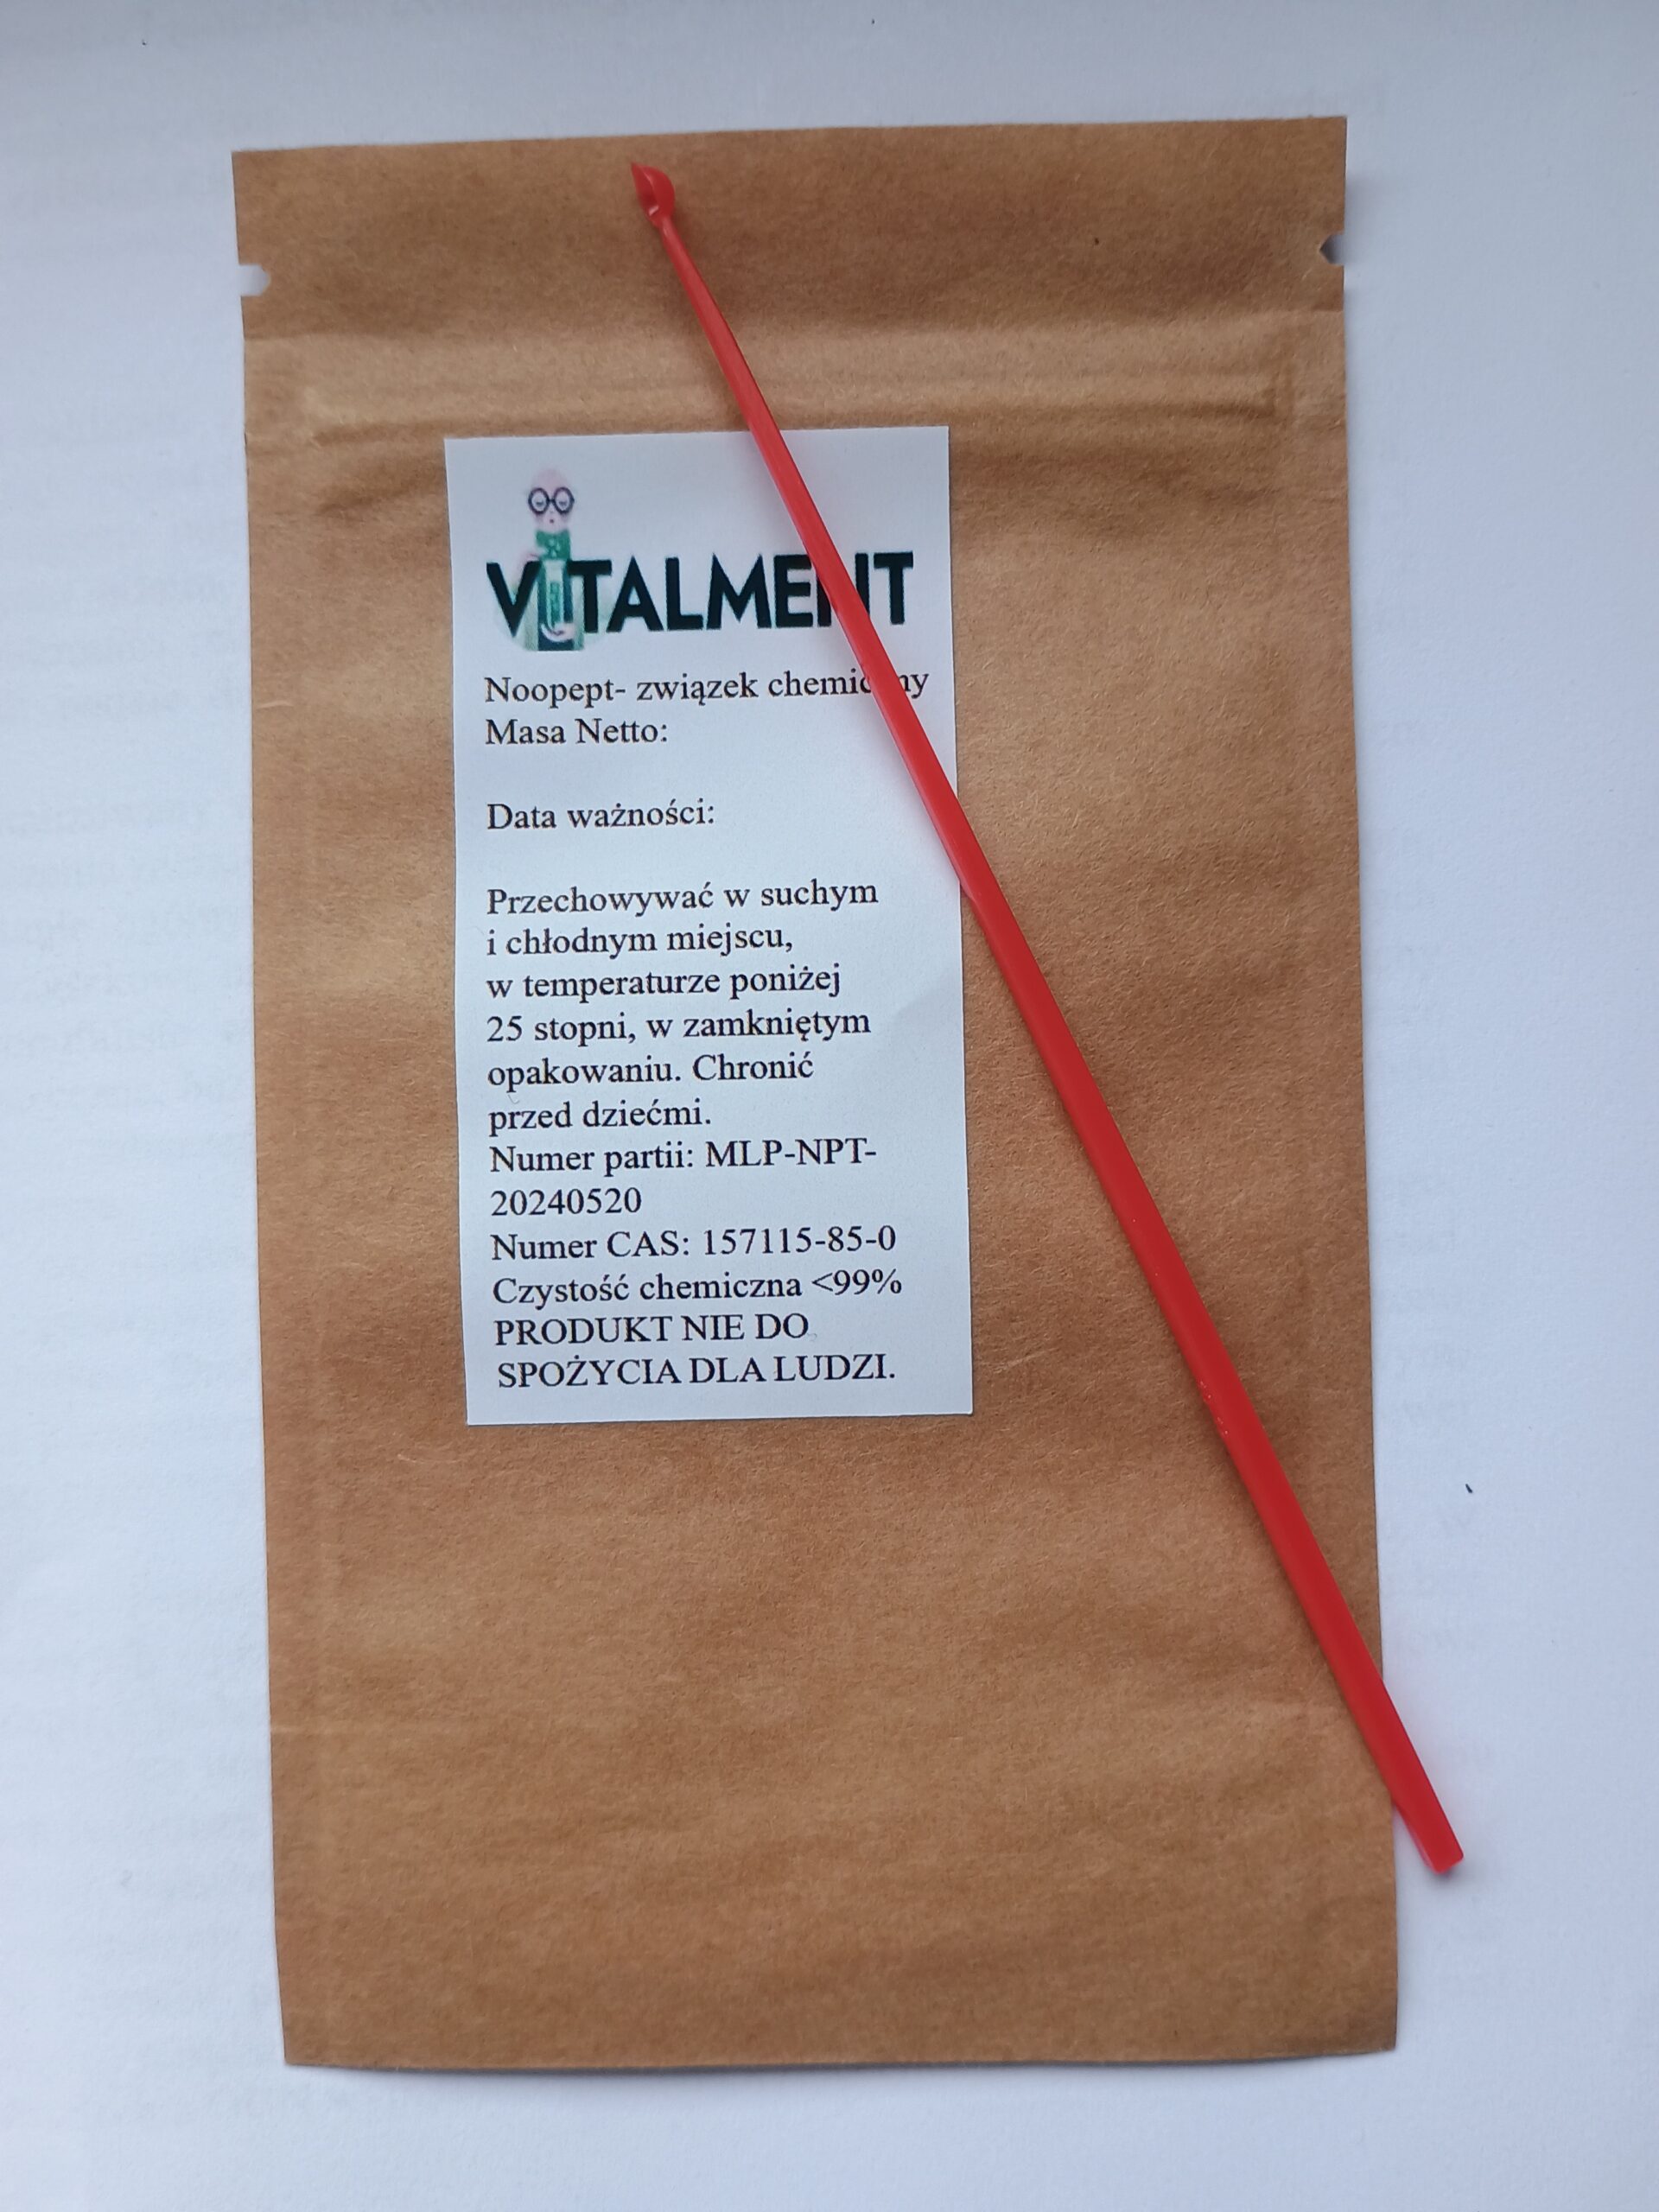 VITALMENT
Noopept- związek chemiczny
Masa Netto:
Data ważności:
Przechowywać w suchym
i chłodnym miejscu,
w temperaturze poniżej
25 stopni, w zamkniętym
opakowaniu. Chronić
przed dziećmi.
Numer partii: MLP-NPT-
20240520
Numer CAS: 157115-85-0
Czystość chemiczna <99%
PRODUKT NIE DO
SPOŻYCIA DLA LUDZI.